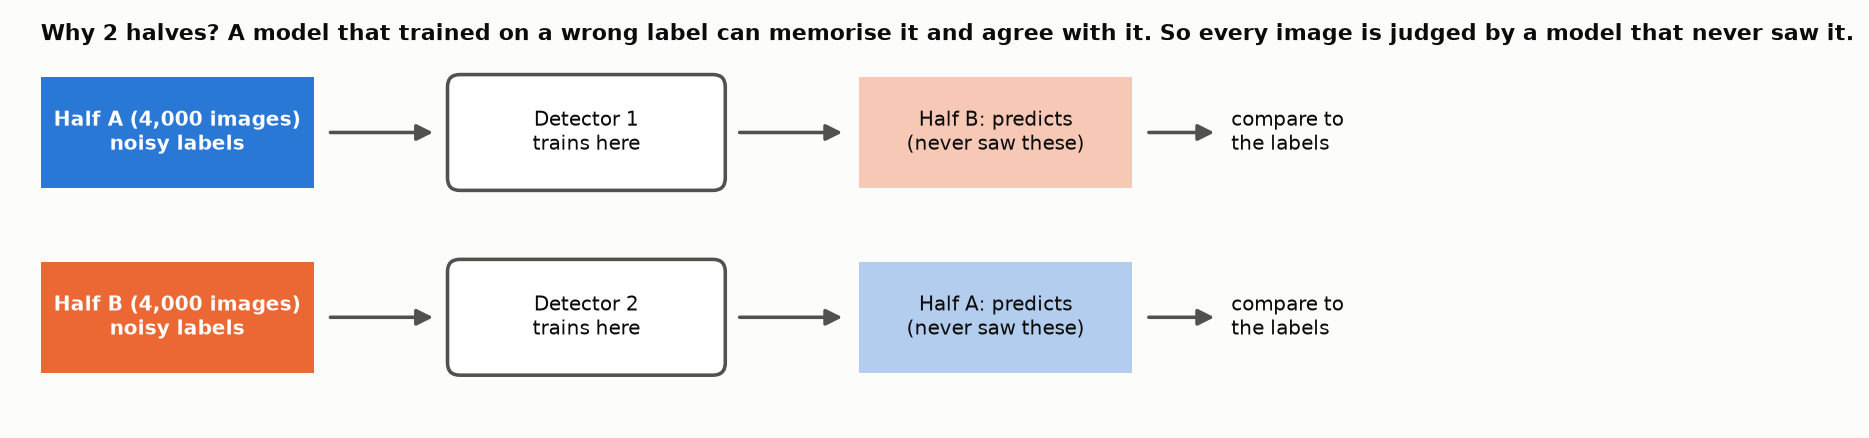 Why 2 halves? A model that trained on a wrong label can memorise it and agree with it. So every image is judged by a model that never saw it.
Half A (4,000 images)
noisy labels
Detector 1
trains here
Half B: predicts
(never saw these)
compare to
the labels
Half B (4,000 images)
noisy labels
Detector 2
trains here
Half A: predicts
(never saw these)
compare to
the labels